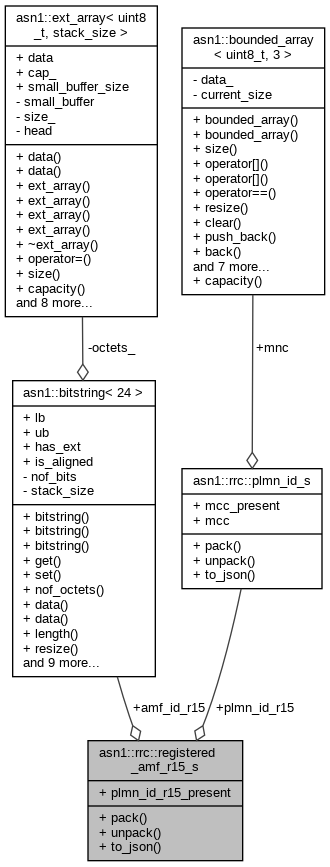 asn1::ext_array< uint8
_t, stack_size >
+ data
+ cap_
+ small_buffer_size
- small_buffer
- size_
- head
+ data()
+ data()
+ ext_array()
+ ext_array()
+ ext_array()
+ ext_array()
+ ~ext_array()
+ operator=()
+ size()
+ capacity()
and 8 more...
asn1::bounded_array
< uint8_t, 3 >
- data_
- current_size
+ bounded_array()
+ bounded_array()
+ size()
+ operator[]()
+ operator[]()
+ operator==()
+ resize()
+ clear()
+ push_back()
+ back()
and 7 more...
+ capacity()
-octets_
+mnc
asn1::bitstring< 24 >
+ lb
+ ub
+ has_ext
+ is_aligned
- nof_bits
- stack_size
+ bitstring()
+ bitstring()
+ bitstring()
+ get()
+ set()
+ nof_octets()
+ data()
+ data()
+ length()
+ resize()
and 9 more...
asn1::rrc::plmn_id_s
+ mcc_present
+ mcc
+ pack()
+ unpack()
+ to_json()
+amf_id_r15
+plmn_id_r15
asn1::rrc::registered
_amf_r15_s
+ plmn_id_r15_present
+ pack()
+ unpack()
+ to_json()